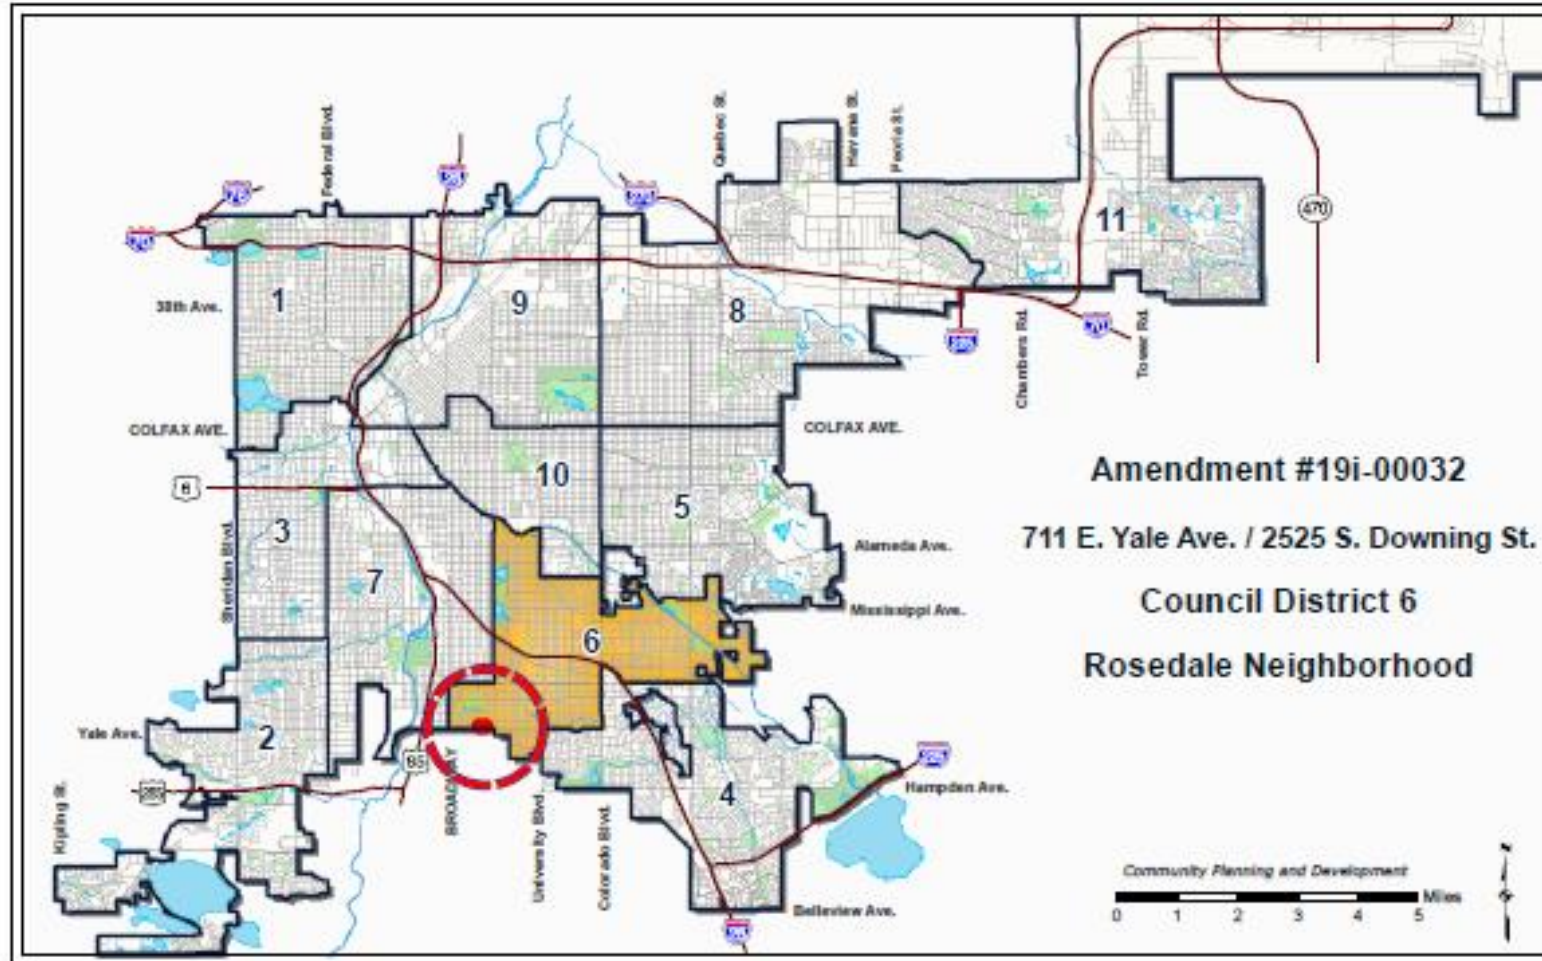 Federal Blvd.
Quebec St.
Havana St.
Peoria St.
470
11
38th Ave.
1
9
8
Chambers Rd.
Tower Rd.
COLFAX AVE.
COLFAX AVE.
6
10
5
3
Sheridan Blvd.
Alameda Ave.
7
Mississippi Ave.
6
Amendment #19i-00032
711 E. Yale Ave. / 2525 S. Downing St.
Council District 6
Rosedale Neighborhood
Yale Ave.
2
85
BROADWAY
285
4
Hampden Ave.
Kipling St.
University Blvd.
Colorado Blvd.
Belleview Ave.
Community Planning and Development
Miles
0 1 2 3 4 5